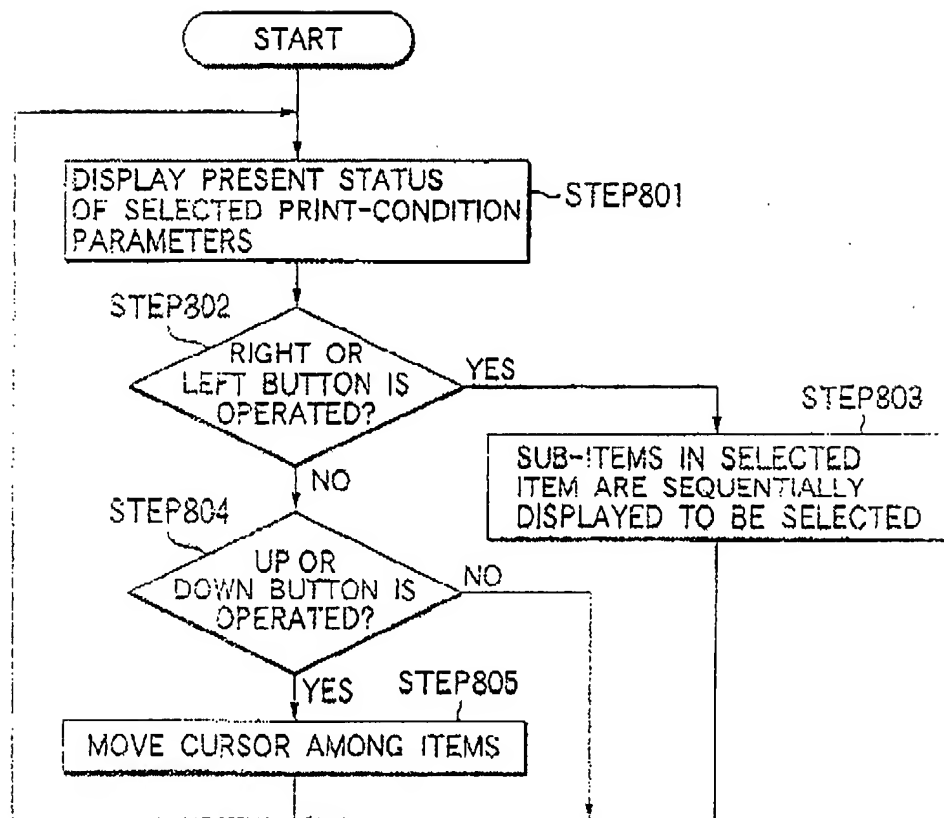 START
DISPLAY PRESENT STATUS
OF SELECTED PRINT-CONDITION
PARAMETERS
STEP801
STEP802
RIGHT OR
LEFT BUTTON IS
OPERATED?
YES
NO
STEP803
SUB-ITEMS IN SELECTED
ITEM ARE SEQUENTIALLY
DISPLAYED TO BE SELECTED
STEP804
UP OR
DOWN BUTTON IS
OPERATED?
NO
YES
STEP805
MOVE CURSOR AMONG ITEMS